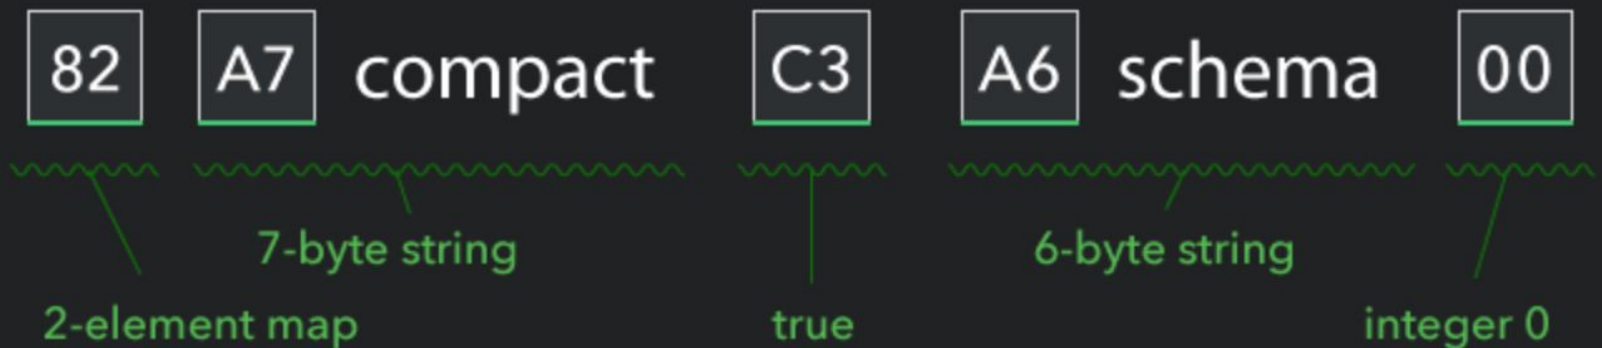 82 A7 compact C3 A6 schema 00
7-byte string 6-byte string
2-element map true integer 0